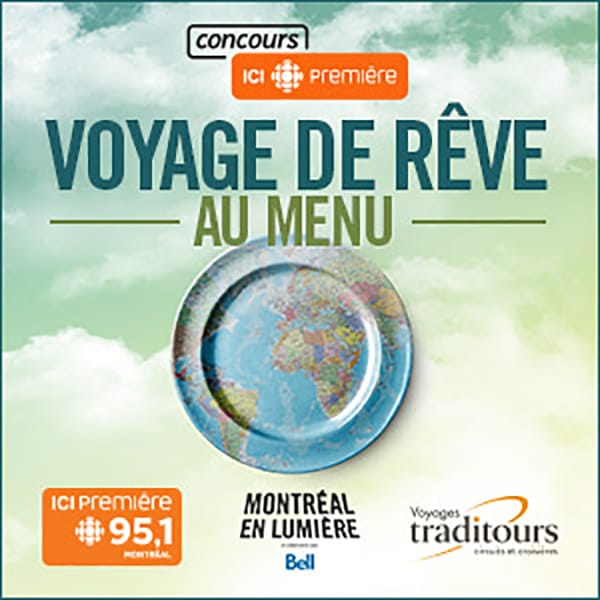 concours
ICI PREMIÈRE
VOYAGE DE RÊVE
AU MENU
ICI PREMIÈRE
95,1
MONTRÉAL
MONTRÉAL
EN LUMIÈRE
Bell
Voyages
traditours
circuits et croisières